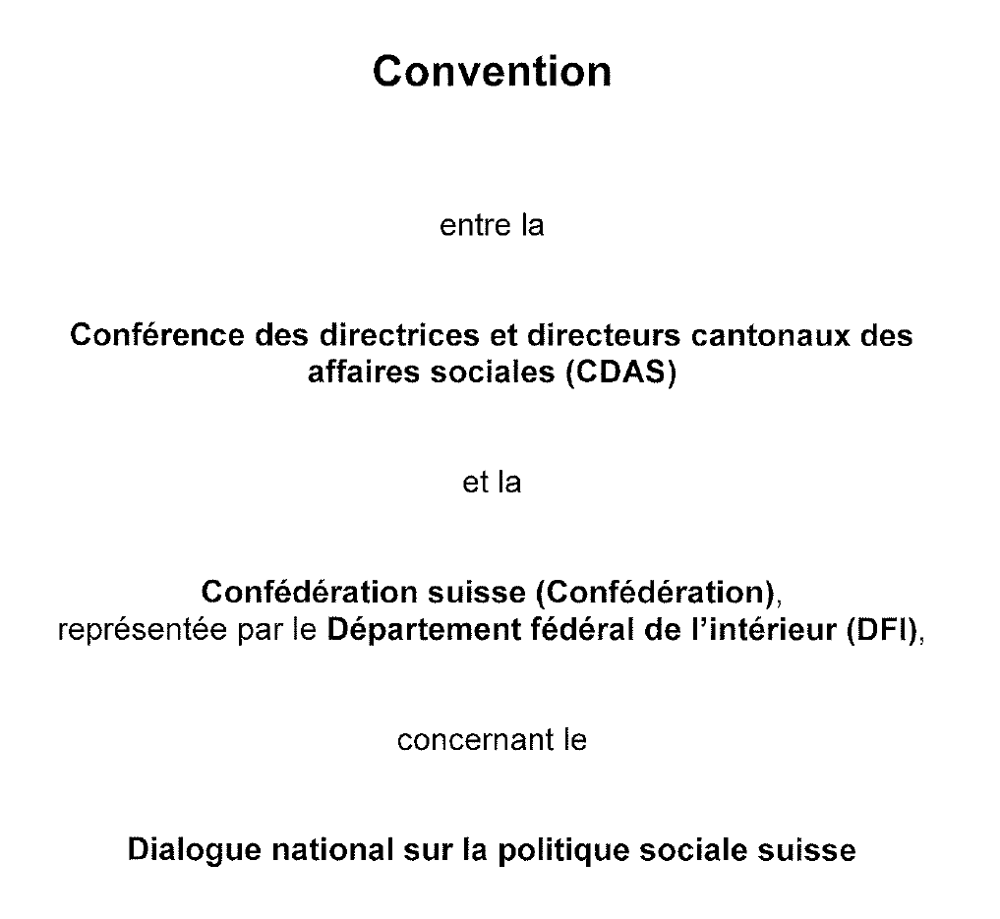 Convention
entre la
Conférence des directrices et directeurs cantonaux des
affaires sociales (CDAS)
et la
Confédération suisse (Confédération),
représentée par le Département fédéral de l'intérieur (DFI),
concernant le
Dialogue national sur la politique sociale suisse